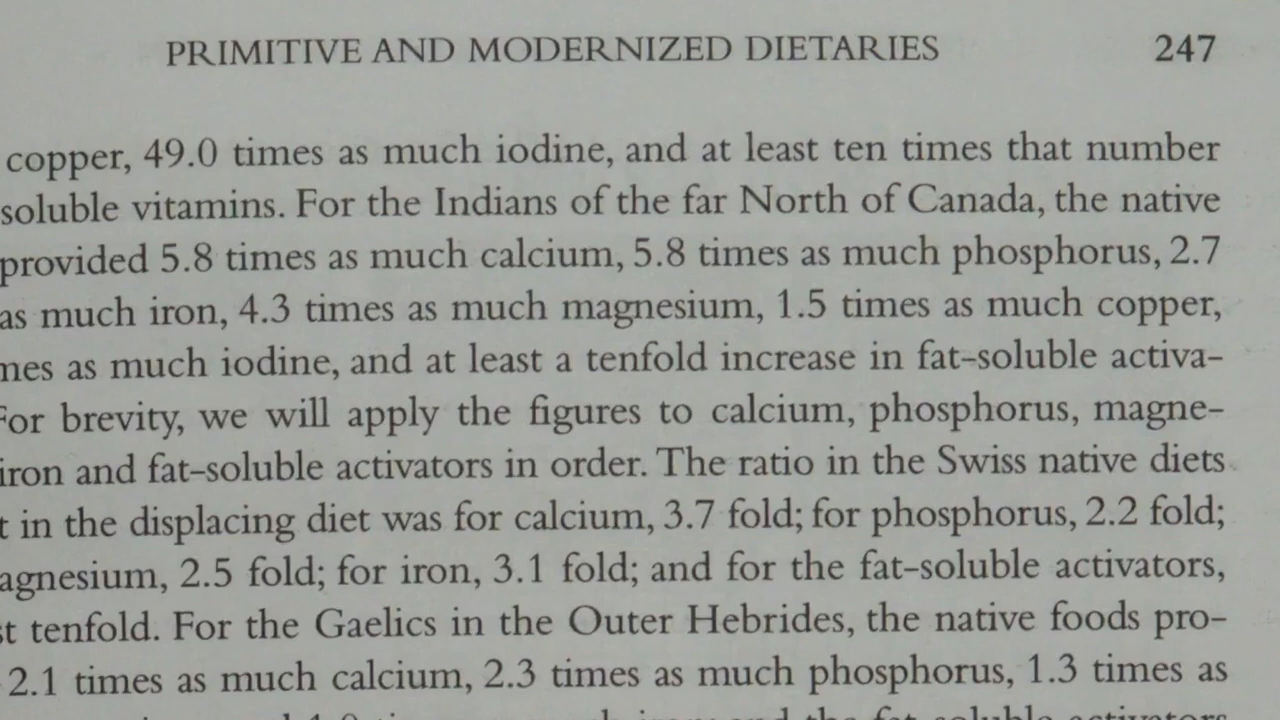 PRIMITIVE AND MODERNIZED DIETARIES 247
copper, 49.0 times as much iodine, and at least ten times that number
soluble vitamins. For the Indians of the far North of Canada, the native
provided 5.8 times as much calcium, 5.8 times as much phosphorus, 2.7
as much iron, 4.3 times as much magnesium, 1.5 times as much copper,
mes as much iodine, and at least a tenfold increase in fat-soluble activa-
For brevity, we will apply the figures to calcium, phosphorus, magne-
iron and fat-soluble activators in order. The ratio in the Swiss native diets
t in the displacing diet was for calcium, 3.7 fold; for phosphorus, 2.2 fold;
agnesium, 2.5 fold; for iron, 3.1 fold; and for the fat-soluble activators,
st tenfold. For the Gaelics in the Outer Hebrides, the native foods pro-
2.1 times as much calcium, 2.3 times as much phosphorus, 1.3 times as